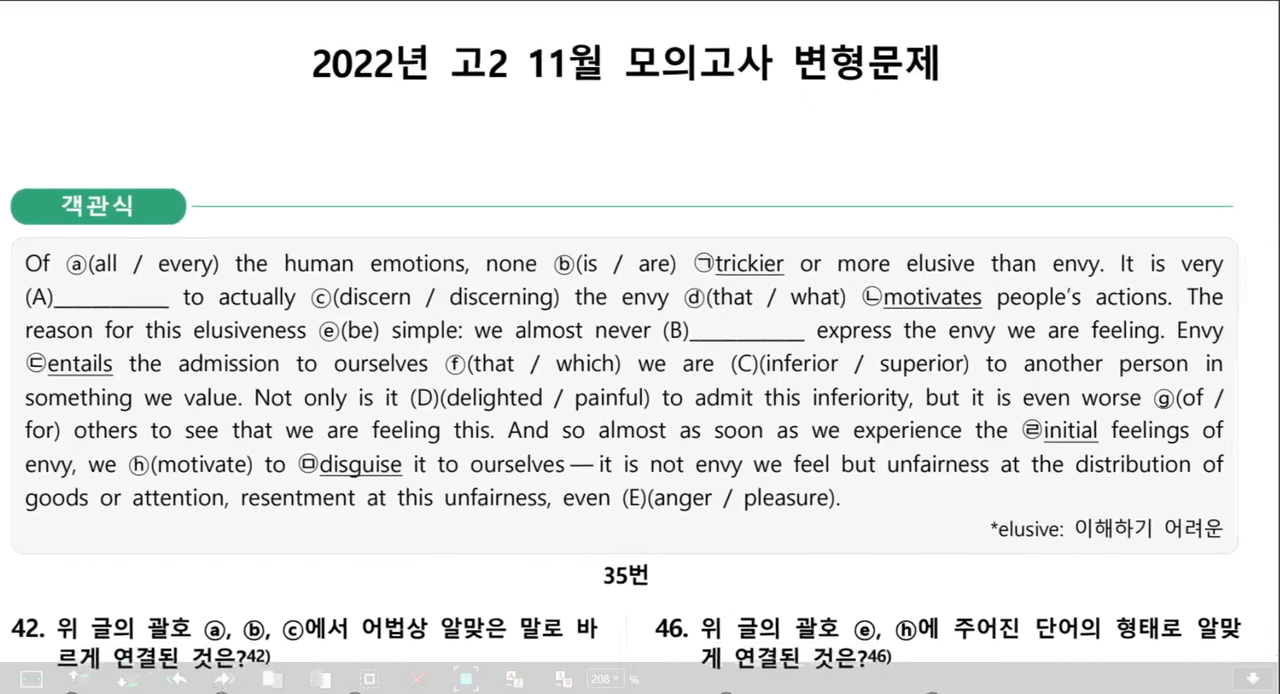 2022년 고2 11월 모의고사 변형문제
객관식
Of ⓐ(all / every) the human emotions, none ⓑ(is / are) ㉠trickier or more elusive than envy. It is very
(A)__________ to actually ⓒ(discern / discerning) the envy ⓓ(that / what) ㉡motivates people's actions. The
reason for this elusiveness ⓔ(be) simple: we almost never (B)__________ express the envy we are feeling. Envy
㉢entails the admission to ourselves ⓕ(that / which) we are (C)(inferior / superior) to another person in
something we value. Not only is it (D)(delighted / painful) to admit this inferiority, but it is even worse ⓖ(of /
for) others to see that we are feeling this. And so almost as soon as we experience the ㉣initial feelings of
envy, we ⓗ(motivate) to ㉤disguise it to ourselves — it is not envy we feel but unfairness at the distribution of
goods or attention, resentment at this unfairness, even (E)(anger / pleasure).
*elusive: 이해하기 어려운
35번
42. 위 글의 괄호 ⓐ, ⓑ, ⓒ에서 어법상 알맞은 말로 바
르게 연결된 것은?42)
46. 위 글의 괄호 ⓔ, ⓗ에 주어진 단어의 형태로 알맞
게 연결된 것은?46)
208 %